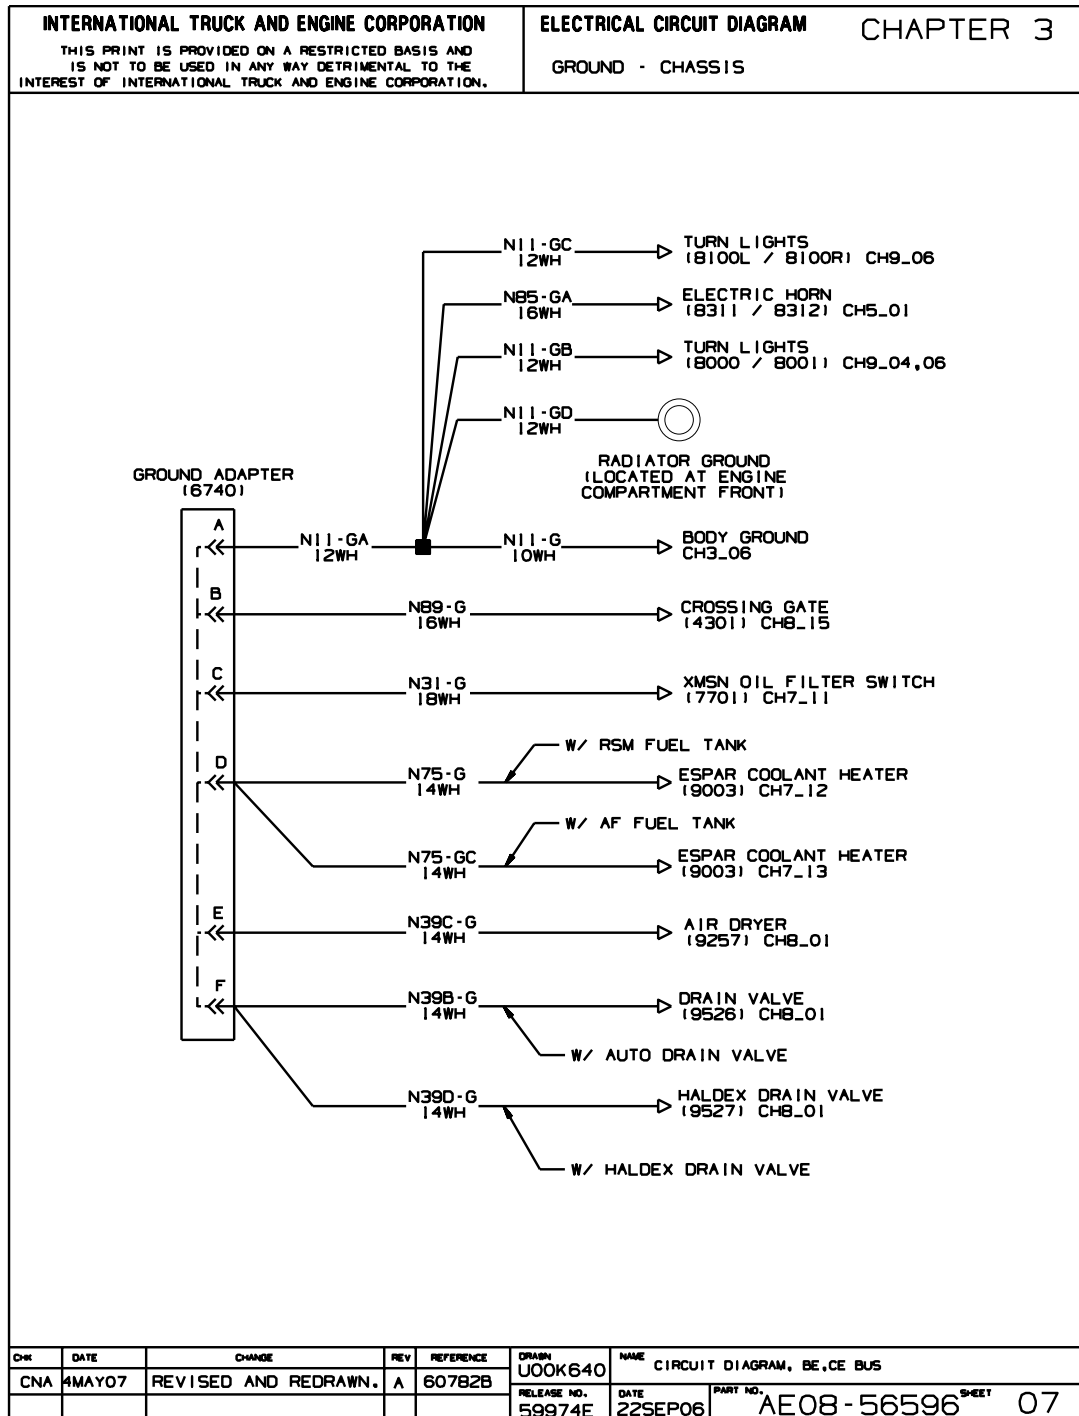 INTERNATIONAL TRUCK AND ENGINE CORPORATION
THIS PRINT IS PROVIDED ON A RESTRICTED BASIS AND
IS NOT TO BE USED IN ANY WAY DETRIMENTAL TO THE
INTEREST OF INTERNATIONAL TRUCK AND ENGINE CORPORATION.
ELECTRICAL CIRCUIT DIAGRAM
CHAPTER 3
GROUND - CHASSIS
N11-GC
12WH
TURN LIGHTS
(8100L / 8100R) CH9_06
N85-GA
16WH
ELECTRIC HORN
(8311 / 8312) CH5_01
N11-GB
12WH
TURN LIGHTS
(8000 / 8001) CH9_04,06
N11-GD
12WH
RADIATOR GROUND
(LOCATED AT ENGINE
COMPARTMENT FRONT)
GROUND ADAPTER
(6740)
A
N11-GA
12WH
N11-G
10WH
BODY GROUND
CH3_06
B
N89-G
16WH
CROSSING GATE
(4301) CH8_15
C
N31-G
18WH
XMSN OIL FILTER SWITCH
(7701) CH7_11
W/ RSM FUEL TANK
D
N75-G
14WH
ESPAR COOLANT HEATER
(9003) CH7_12
W/ AF FUEL TANK
N75-GC
14WH
ESPAR COOLANT HEATER
(9003) CH7_13
E
N39C-G
14WH
AIR DRYER
(9257) CH8_01
F
N39B-G
14WH
DRAIN VALVE
(9526) CH8_01
W/ AUTO DRAIN VALVE
N39D-G
14WH
HALDEX DRAIN VALVE
(9527) CH8_01
W/ HALDEX DRAIN VALVE
CHK DATE CHANGE REV REFERENCE
CNA 4MAY07 REVISED AND REDRAWN. A 60782B
DRAWN
U00K640
NAME
CIRCUIT DIAGRAM, BE,CE BUS
RELEASE NO.
59974E
DATE
22SEP06
PART NO.
AE08-56596
SHEET
07